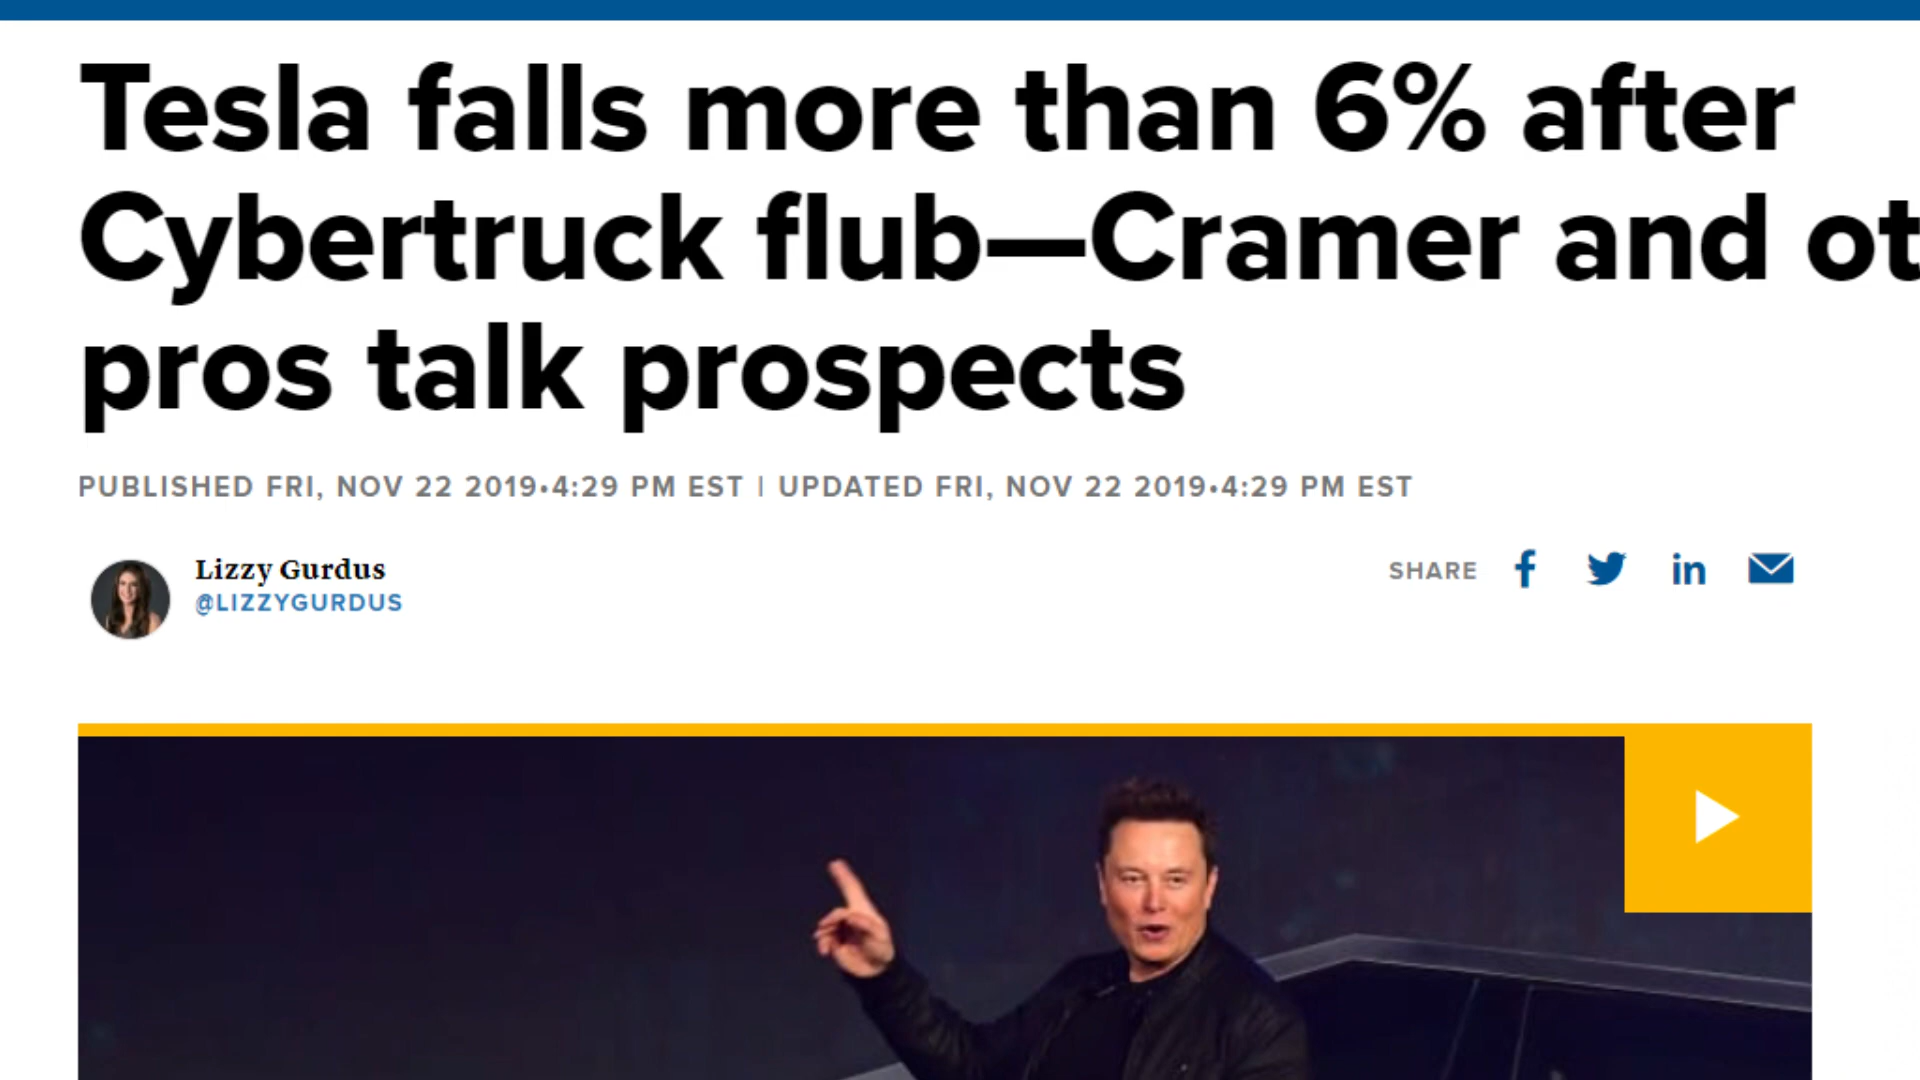 Tesla falls more than 6% after
Cybertruck flub—Cramer and ot
pros talk prospects
PUBLISHED FRI, NOV 22 2019•4:29 PM EST | UPDATED FRI, NOV 22 2019•4:29 PM EST
Lizzy Gurdus
@LIZZYGURDUS
SHARE